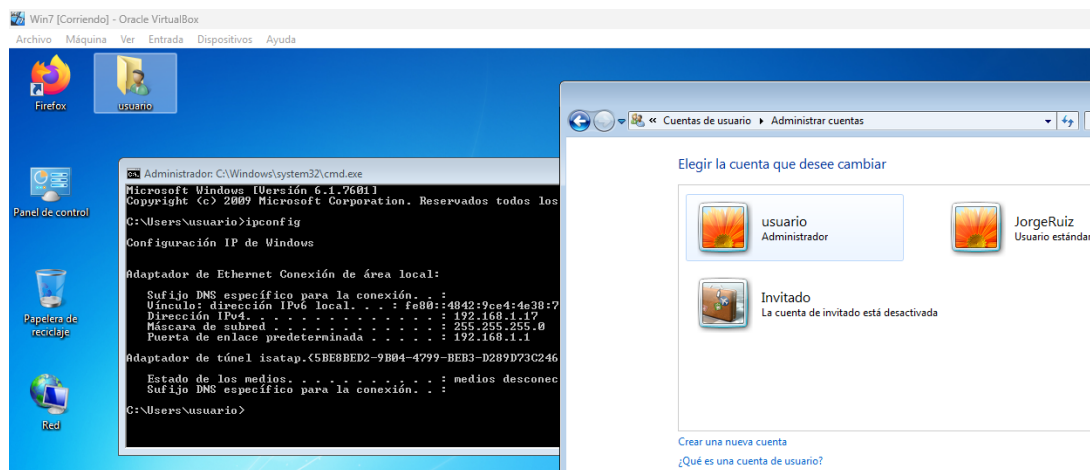 Win7 [Corriendo] - Oracle VirtualBox
Archivo Máquina Ver Entrada Dispositivos Ayuda
Firefox
usuario
Panel de control
Papelera de
reciclaje
Red
Administrador: C:\Windows\system32\cmd.exe
Microsoft Windows [Versión 6.1.7601]
Copyright (c) 2009 Microsoft Corporation. Reservados todos los
C:\Users\usuario>ipconfig
Configuración IP de Windows
Adaptador de Ethernet Conexión de área local:
Sufijo DNS específico para la conexión. . :
Vínculo: dirección IPv6 local. . . : fe80::4842:9ce4:4e38:7
Dirección IPv4. . . . . . . . . . . . . . : 192.168.1.17
Máscara de subred . . . . . . . . . . . . : 255.255.255.0
Puerta de enlace predeterminada . . . . . : 192.168.1.1
Adaptador de túnel isatap.{5BE8BED2-9B04-4799-BEB3-D289D73C246
Estado de los medios. . . . . . . . . . . : medios desconec
Sufijo DNS específico para la conexión. . :
C:\Users\usuario>
« Cuentas de usuario Administrar cuentas
Elegir la cuenta que desee cambiar
usuario
Administrador
JorgeRuiz
Usuario estándar
Invitado
La cuenta de invitado está desactivada
Crear una nueva cuenta
¿Qué es una cuenta de usuario?